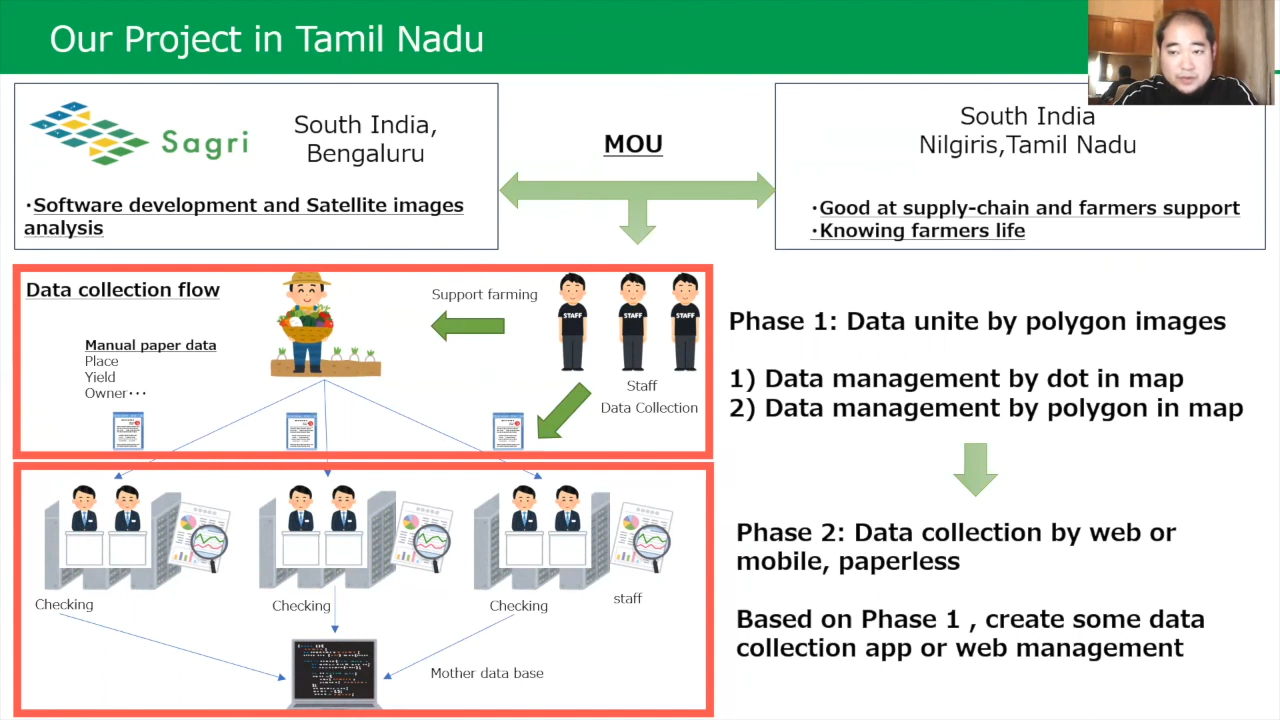 Our Project in Tamil Nadu
Sagri
South India,
Bengaluru
・Software development and Satellite images
analysis
MOU
South India
Nilgiris,Tamil Nadu
・Good at supply-chain and farmers support
・Knowing farmers life
Data collection flow
Support farming
STAFF
STAFF
STAFF
Manual paper data
Place
Yield
Owner・・・
Staff
Data Collection
Checking
Checking
Checking
staff
Mother data base
Phase 1: Data unite by polygon images
1) Data management by dot in map
2) Data management by polygon in map
Phase 2: Data collection by web or
mobile, paperless
Based on Phase 1 , create some data
collection app or web management